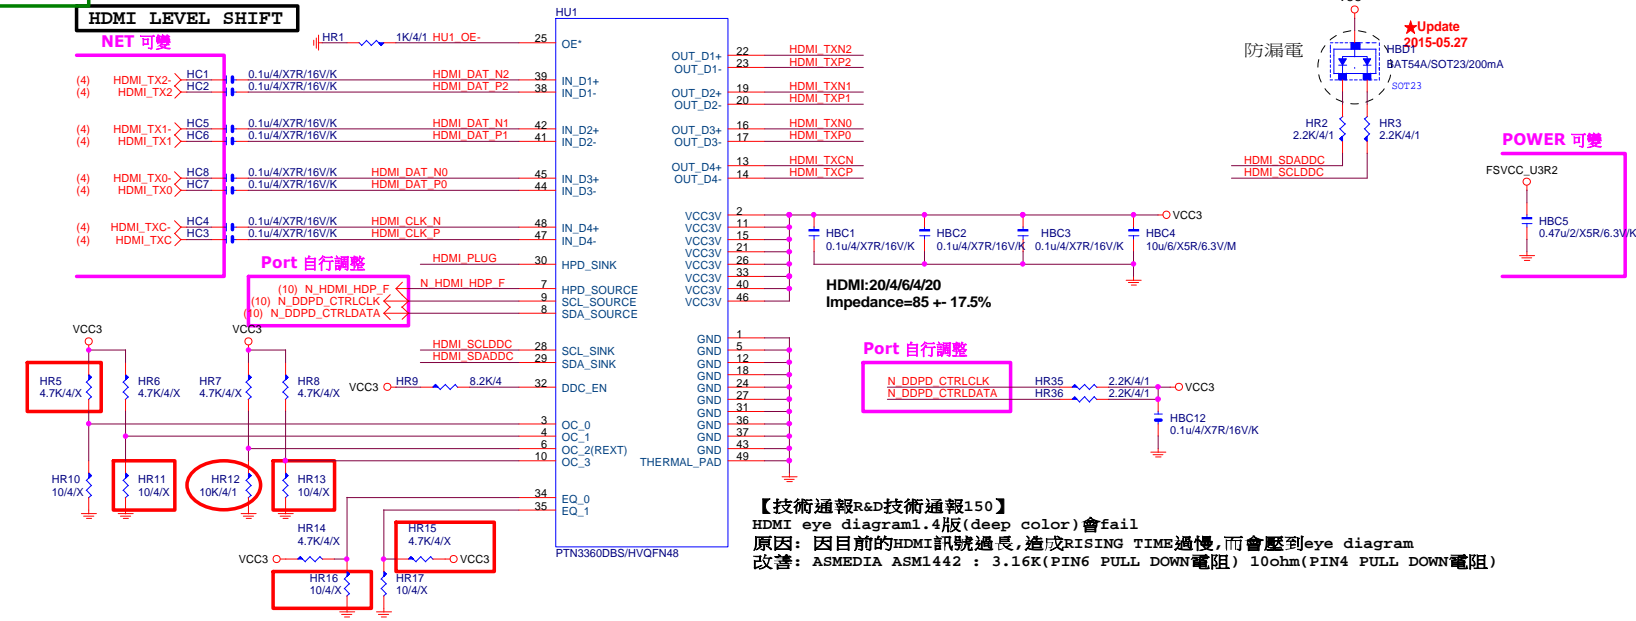 HDMI LEVEL SHIFT
NET 可變
(4) HDMI_TX2- HC1 0.1u/4/X7R/16V/K HDMI_DAT_N2
(4) HDMI_TX2 HC2 0.1u/4/X7R/16V/K HDMI_DAT_P2
(4) HDMI_TX1- HC5 0.1u/4/X7R/16V/K HDMI_DAT_N1
(4) HDMI_TX1 HC6 0.1u/4/X7R/16V/K HDMI_DAT_P1
(4) HDMI_TX0- HC8 0.1u/4/X7R/16V/K HDMI_DAT_N0
(4) HDMI_TX0 HC7 0.1u/4/X7R/16V/K HDMI_DAT_P0
(4) HDMI_TXC- HC4 0.1u/4/X7R/16V/K HDMI_CLK_N
(4) HDMI_TXC HC3 0.1u/4/X7R/16V/K HDMI_CLK_P
HR1 1K/4/1 HU1_OE-
HDMI_PLUG
Port 自行調整
(10) N_HDMI_HDP_F N_HDMI_HDP_F
(10) N_DDPD_CTRLCLK
(10) N_DDPD_CTRLDATA
HDMI_SCLDDC
HDMI_SDADDC
VCC3 HR9 8.2K/4
VCC3
VCC3
HR5
4.7K/4/X
HR6
4.7K/4/X
HR7
4.7K/4/X
HR8
4.7K/4/X
HR10
10/4/X
HR11
10/4/X
HR12
10K/4/1
HR13
10/4/X
HR14
4.7K/4/X
VCC3
HR15
4.7K/4/X
VCC3
HR16
10/4/X
HR17
10/4/X
HU1
25 OE*
39 IN_D1+
38 IN_D1-
42 IN_D2+
41 IN_D2-
45 IN_D3+
44 IN_D3-
48 IN_D4+
47 IN_D4-
30 HPD_SINK
7 HPD_SOURCE
9 SCL_SOURCE
8 SDA_SOURCE
28 SCL_SINK
29 SDA_SINK
32 DDC_EN
3 OC_0
4 OC_1
6 OC_2(REXT)
10 OC_3
34 EQ_0
35 EQ_1
PTN3360DBS/HVQFN48
OUT_D1+ 22 HDMI_TXN2
OUT_D1- 23 HDMI_TXP2
OUT_D2+ 19 HDMI_TXN1
OUT_D2- 20 HDMI_TXP1
OUT_D3+ 16 HDMI_TXN0
OUT_D3- 17 HDMI_TXP0
OUT_D4+ 13 HDMI_TXCN
OUT_D4- 14 HDMI_TXCP
VCC3V 2
VCC3V 11
VCC3V 15
VCC3V 21
VCC3V 26
VCC3V 33
VCC3V 40
VCC3V 46
GND 1
GND 5
GND 12
GND 18
GND 24
GND 27
GND 31
GND 36
GND 37
GND 43
THERMAL_PAD 49
VCC3
HBC1
0.1u/4/X7R/16V/K
HBC2
0.1u/4/X7R/16V/K
HBC3
0.1u/4/X7R/16V/K
HBC4
10u/6/X5R/6.3V/M
HDMI:20/4/6/4/20
Impedance=85 +- 17.5%
Port 自行調整
N_DDPD_CTRLCLK HR35 2.2K/4/1 VCC3
N_DDPD_CTRLDATA HR36 2.2K/4/1
HBC12
0.1u/4/X7R/16V/K
防漏電
★Update
2015-05.27
HBD1
BAT54A/SOT23/200mA
SOT23
HR2
2.2K/4/1
HR3
2.2K/4/1
HDMI_SDADDC
HDMI_SCLDDC
POWER 可變
FSVCC_U3R2
HBC5
0.47u/2/X5R/6.3V/K
【技術通報R&D技術通報150】
HDMI eye diagram1.4版(deep color)會fail
原因: 因目前的HDMI訊號過長,造成RISING TIME過慢,而會壓到eye diagram
改善: ASMEDIA ASM1442 : 3.16K(PIN6 PULL DOWN電阻) 10ohm(PIN4 PULL DOWN電阻)